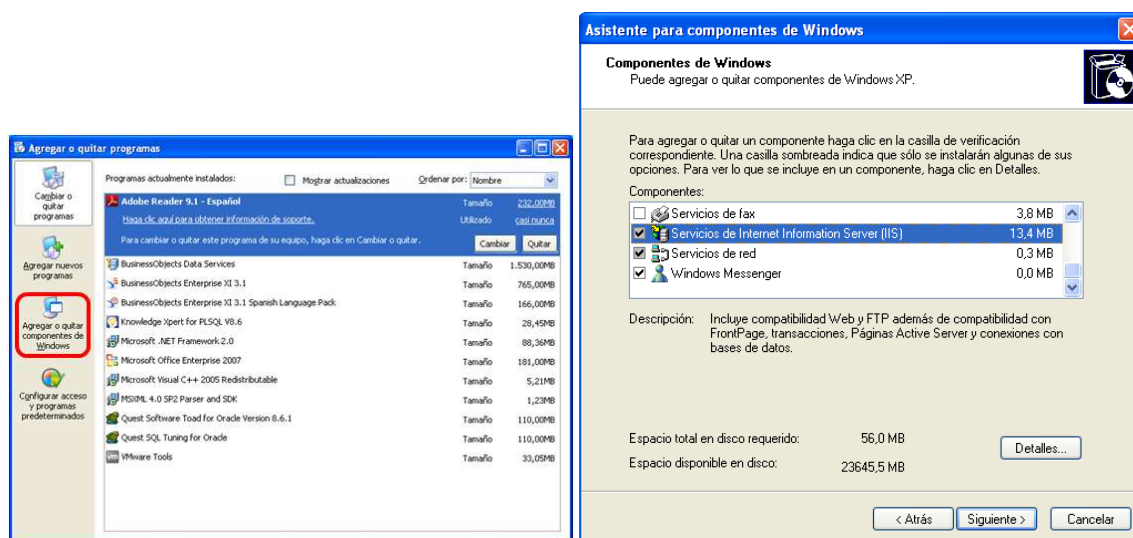 Agregar o quitar programas
Cambiar o
quitar
programas
Agregar nuevos
programas
Agregar o quitar
componentes de
Windows
Configurar acceso
y programas
predeterminados
Programas actualmente instalados:
Mostrar actualizaciones
Ordenar por: Nombre
Adobe Reader 9.1 - Español Tamaño 232,00MB
Haga clic aquí para obtener información de soporte. Utilizado casi nunca
Para cambiar o quitar este programa de su equipo, haga clic en Cambiar o quitar. Cambiar Quitar
BusinessObjects Data Services Tamaño 1.530,00MB
BusinessObjects Enterprise XI 3.1 Tamaño 765,00MB
BusinessObjects Enterprise XI 3.1 Spanish Language Pack Tamaño 166,00MB
Knowledge Xpert for PLSQL V8.6 Tamaño 28,45MB
Microsoft .NET Framework 2.0 Tamaño 88,36MB
Microsoft Office Enterprise 2007 Tamaño 181,00MB
Microsoft Visual C++ 2005 Redistributable Tamaño 5,21MB
MSXML 4.0 SP2 Parser and SDK Tamaño 1,23MB
Quest Software Toad for Oracle Version 8.6.1 Tamaño 110,00MB
Quest SQL Tuning for Oracle Tamaño 110,00MB
VMware Tools Tamaño 33,05MB
Asistente para componentes de Windows
Componentes de Windows
Puede agregar o quitar componentes de Windows XP.
Para agregar o quitar un componente haga clic en la casilla de verificación
correspondiente. Una casilla sombreada indica que sólo se instalarán algunas de sus
opciones. Para ver lo que se incluye en un componente, haga clic en Detalles.
Componentes:
Servicios de fax 3,8 MB
Servicios de Internet Information Server (IIS) 13,4 MB
Servicios de red 0,3 MB
Windows Messenger 0,0 MB
Descripción: Incluye compatibilidad Web y FTP además de compatibilidad con
FrontPage, transacciones, Páginas Active Server y conexiones con
bases de datos.
Espacio total en disco requerido: 56,0 MB
Espacio disponible en disco: 23645,5 MB
Detalles...
< Atrás Siguiente > Cancelar